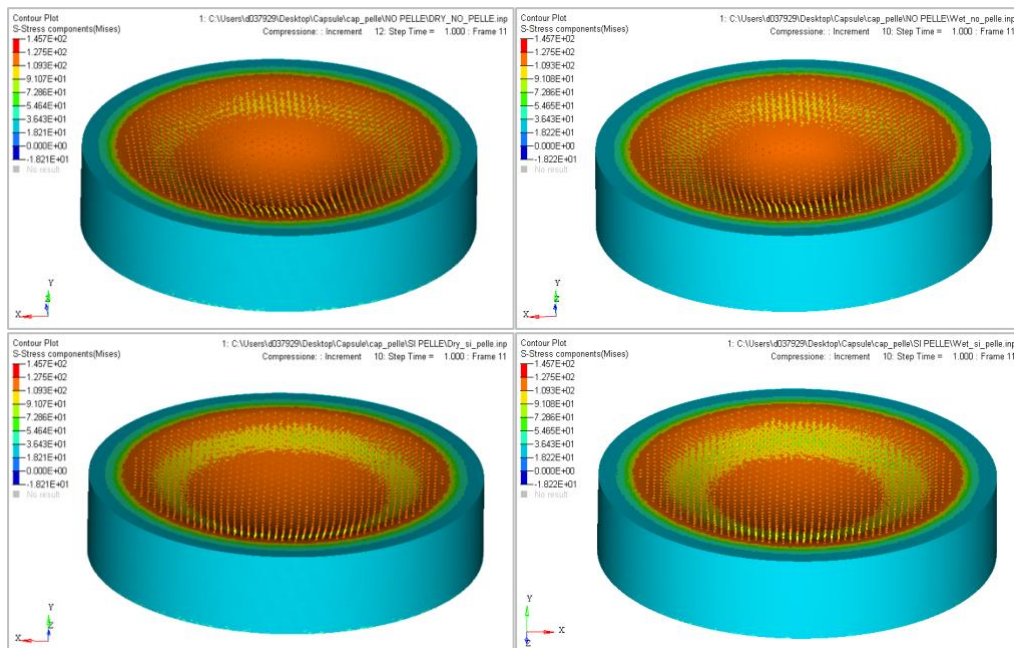 Contour Plot
1: C:\Users\d037929\Desktop\Capsule\cap_pelle\NO PELLE\DRY_NO_PELLE.inp
S-Stress components(Mises)
Compressione: : Increment 12: Step Time = 1.000 : Frame 11
1.457E+02
1.275E+02
1.093E+02
9.107E+01
7.286E+01
5.464E+01
3.643E+01
1.821E+01
0.000E+00
-1.821E+01
No result
Y
Z
X
Contour Plot
1: C:\Users\d037929\Desktop\Capsule\cap_pelle\NO PELLE\Wet_no_pelle.inp
S-Stress components(Mises)
Compressione: : Increment 10: Step Time = 1.000 : Frame 11
1.457E+02
1.275E+02
1.093E+02
9.108E+01
7.286E+01
5.465E+01
3.643E+01
1.822E+01
0.000E+00
-1.821E+01
No result
Y
Z
X
Contour Plot
1: C:\Users\d037929\Desktop\Capsule\cap_pelle\SI PELLE\Dry_si_pelle.inp
S-Stress components(Mises)
Compressione: : Increment 10: Step Time = 1.000 : Frame 11
1.457E+02
1.275E+02
1.093E+02
9.107E+01
7.286E+01
5.464E+01
3.643E+01
1.821E+01
0.000E+00
-1.821E+01
No result
Y
Z
X
Contour Plot
1: C:\Users\d037929\Desktop\Capsule\cap_pelle\SI PELLE\Wet_si_pelle.inp
S-Stress components(Mises)
Compressione: : Increment 10: Step Time = 1.000 : Frame 11
1.457E+02
1.275E+02
1.093E+02
9.108E+01
7.286E+01
5.465E+01
3.643E+01
1.822E+01
0.000E+00
-1.822E+01
No result
Y
X
Z